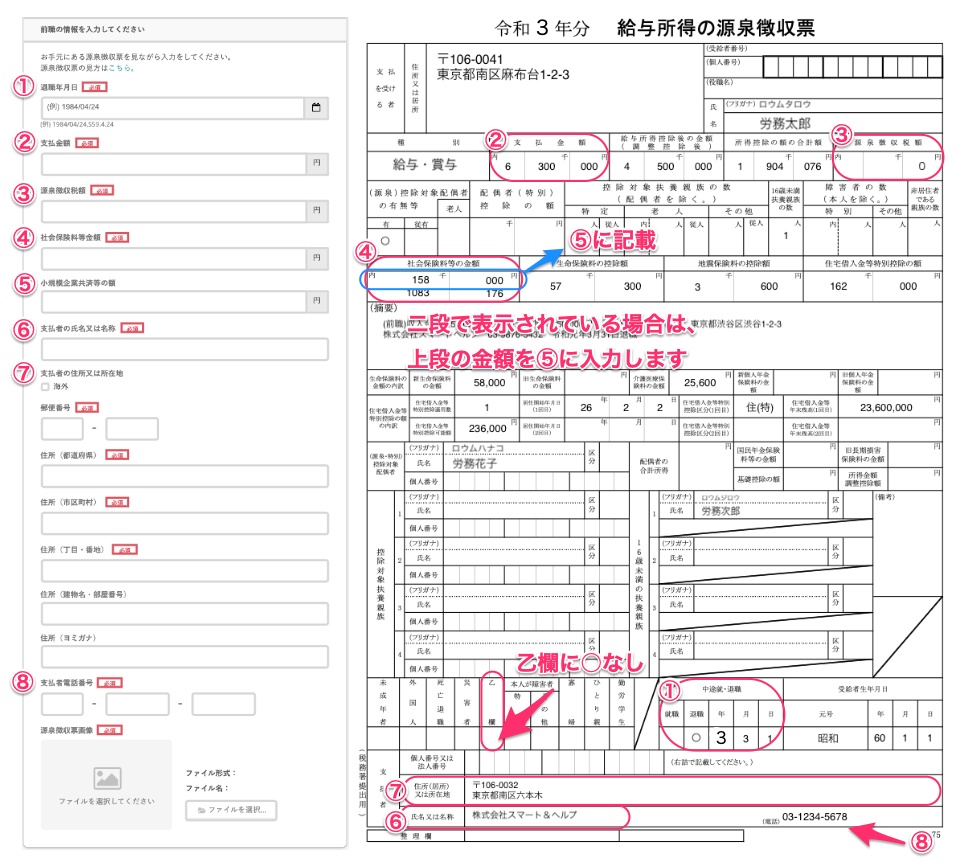 前職の情報を入力してください
お手元にある源泉徴収票を見ながら入力をしてください。
源泉徴収票の見方はこちら。
① 退職年月日 必須
(例) 1984/04/24
(例) 1984/04/24,S59.4.24
② 支払金額 必須
円
③ 源泉徴収税額 必須
円
④ 社会保険料等金額 必須
円
⑤ 小規模企業共済等の額
円
⑥ 支払者の氏名又は名称 必須
⑦ 支払者の住所又は所在地
海外
郵便番号 必須
-
住所（都道府県） 必須
住所（市区町村） 必須
住所（丁目・番地） 必須
住所（建物名・部屋番号）
住所（ヨミガナ）
⑧ 支払者電話番号 必須
- -
源泉徴収票画像 必須
ファイルを選択してください
ファイル形式：
ファイル名：
ファイルを選択...
令和 3 年分 給与所得の源泉徴収票
支払を受ける者
住所又は居所
〒106-0041
東京都南区麻布台1-2-3
(受給者番号)
(個人番号)
(役職名)
氏名
(フリガナ) ロウムタロウ
労務太郎
種別 ② 支払金額 給与所得控除後の金額（調整控除後） 所得控除の額の合計額 ③ 源泉徴収税額
給与・賞与 内 6 300 千 000 円 4 500 千 000 円 1 904 千 076 円 内 千 0 円
(源泉)控除対象配偶者の有無等 老人
配偶者（特別）控除の額
控除対象扶養親族の数（配偶者を除く。）
特定 老人 その他
16歳未満扶養親族の数
障害者の数（本人を除く。）
特別 その他
非居住者である親族の数
有 従有 千 円 人 従人 内 人 従人 人 従人 人 内 人 人 人
○ 1
⑤に記載
④ 社会保険料等の金額 生命保険料の控除額 地震保険料の控除額 住宅借入金等特別控除の額
内 158 千 000 円
1083 176
57 千 300 円 3 千 600 円 162 千 000 円
(摘要)
二段で表示されている場合は、
上段の金額を⑤に入力します
東京都渋谷区渋谷1-2-3
生命保険料の金額の内訳 新生命保険料の金額 58,000 円 旧生命保険料の金額 円 介護医療保険料の金額 25,600 円 新個人年金保険料の金額 円 旧個人年金保険料の金額 円
住宅借入金等特別控除の額の内訳 住宅借入金等特別控除適用数 1 居住開始年月日(1回目) 26 年 2 月 2 日 住宅借入金等特別控除区分(1回目) 住(特) 住宅借入金等年末残高(1回目) 23,600,000 円
住宅借入金等特別控除可能額 236,000 円 居住開始年月日(2回目) 年 月 日 住宅借入金等特別控除区分(2回目) 住宅借入金等年末残高(2回目) 円
(源泉・特別)控除対象配偶者
(フリガナ) ロウムハナコ
氏名 労務花子
区分
個人番号
配偶者の合計所得 円
国民年金保険料等の金額 円 旧長期損害保険料の金額 円
基礎控除の額 円 所得金額調整控除額 円
控除対象扶養親族
1 (フリガナ) 氏名 区分 個人番号
2 (フリガナ) 氏名 区分 個人番号
3 (フリガナ) 氏名 区分 個人番号
4 (フリガナ) 氏名 区分
16歳未満の扶養親族
1 (フリガナ) ロウムジロウ 氏名 労務次郎 区分
2 (フリガナ) 氏名 区分
3 (フリガナ) 氏名 区分
4 (フリガナ) 氏名 区分
(備考)
乙欄に○なし
未成年者 外国人 死亡退職 災害者 乙欄 本人が障害者 特 の他 寡婦 ひとり親 勤労学生
① 中途就・退職 受給者生年月日
就職 退職 年 月 日 元号 年 月 日
○ 3 3 1 昭和 60 1 1
(税務署提出用)
支 者
個人番号又は法人番号 (右詰で記載してください。)
⑦ 住所(居所)又は所在地
〒106-0032
東京都南区六本木
⑥ 氏名又は名称 株式会社スマート＆ヘルプ (電話) 03-1234-5678
⑧
整理欄
75